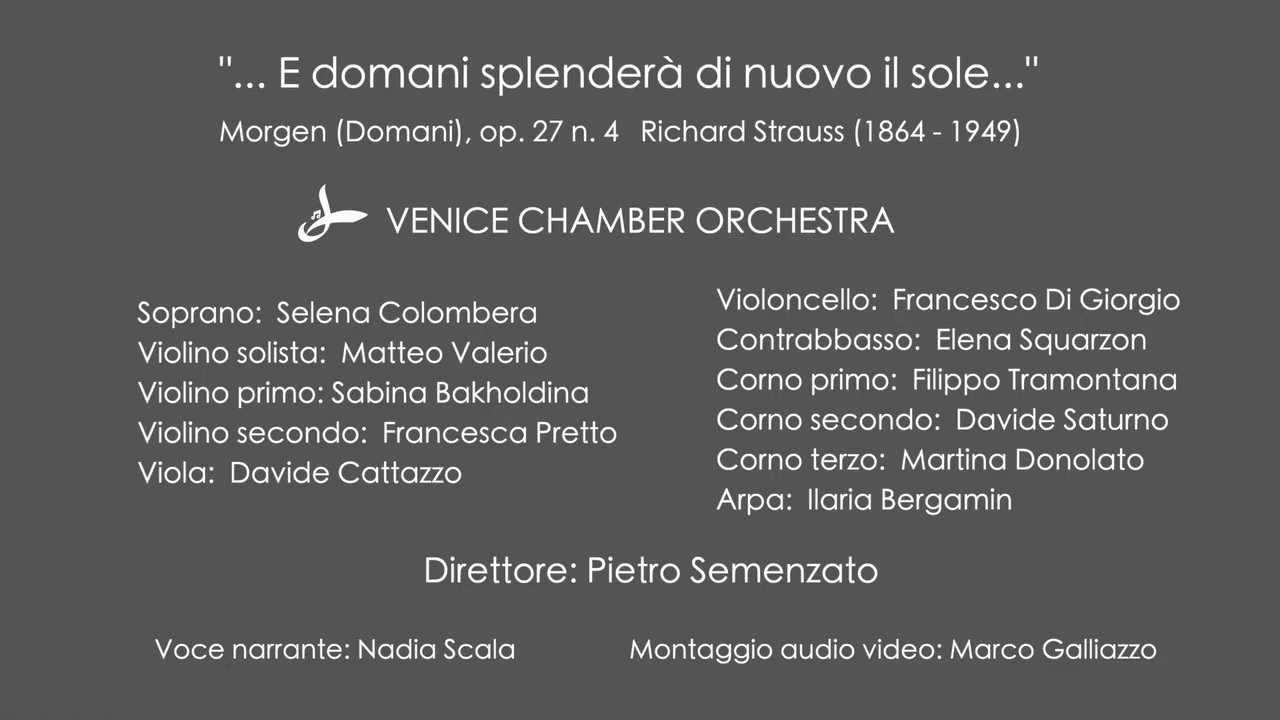 "... E domani splenderà di nuovo il sole..."
Morgen (Domani), op. 27 n. 4   Richard Strauss (1864 - 1949)
VENICE CHAMBER ORCHESTRA
Soprano:  Selena Colombera
Violino solista:  Matteo Valerio
Violino primo: Sabina Bakholdina
Violino secondo:  Francesca Pretto
Viola:  Davide Cattazzo
Violoncello:  Francesco Di Giorgio
Contrabbasso:  Elena Squarzon
Corno primo:  Filippo Tramontana
Corno secondo:  Davide Saturno
Corno terzo:  Martina Donolato
Arpa:  Ilaria Bergamin
Direttore: Pietro Semenzato
Voce narrante: Nadia Scala
Montaggio audio video: Marco Galliazzo